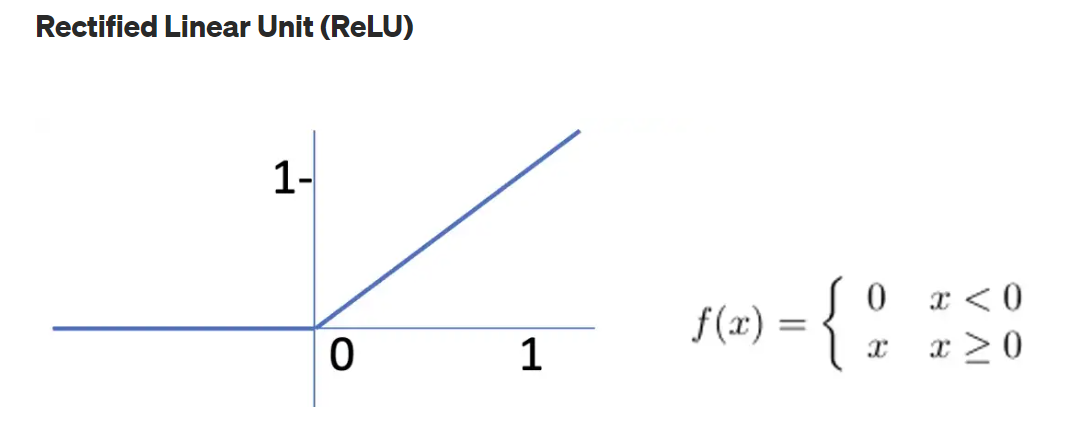 Rectified Linear Unit (ReLU)
1-
0
1
f(x) = { 0 x < 0
x x ≥ 0